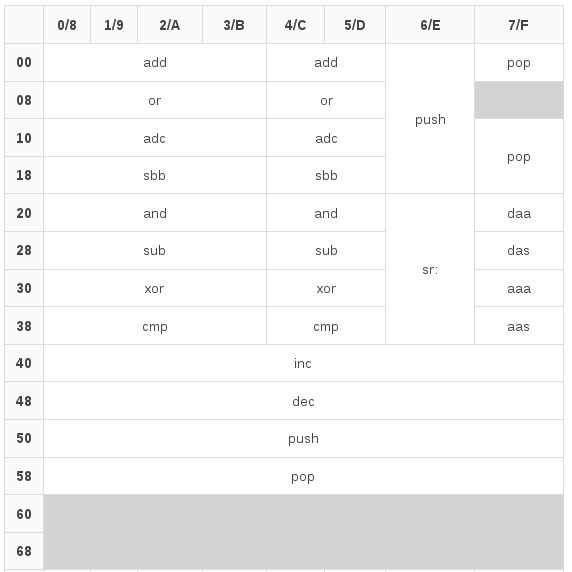 0/8 1/9 2/A 3/B 4/C 5/D 6/E 7/F
00 add add push pop
08 or or
10 adc adc pop
18 sbb sbb
20 and and sr: daa
28 sub sub das
30 xor xor aaa
38 cmp cmp aas
40 inc
48 dec
50 push
58 pop
60
68